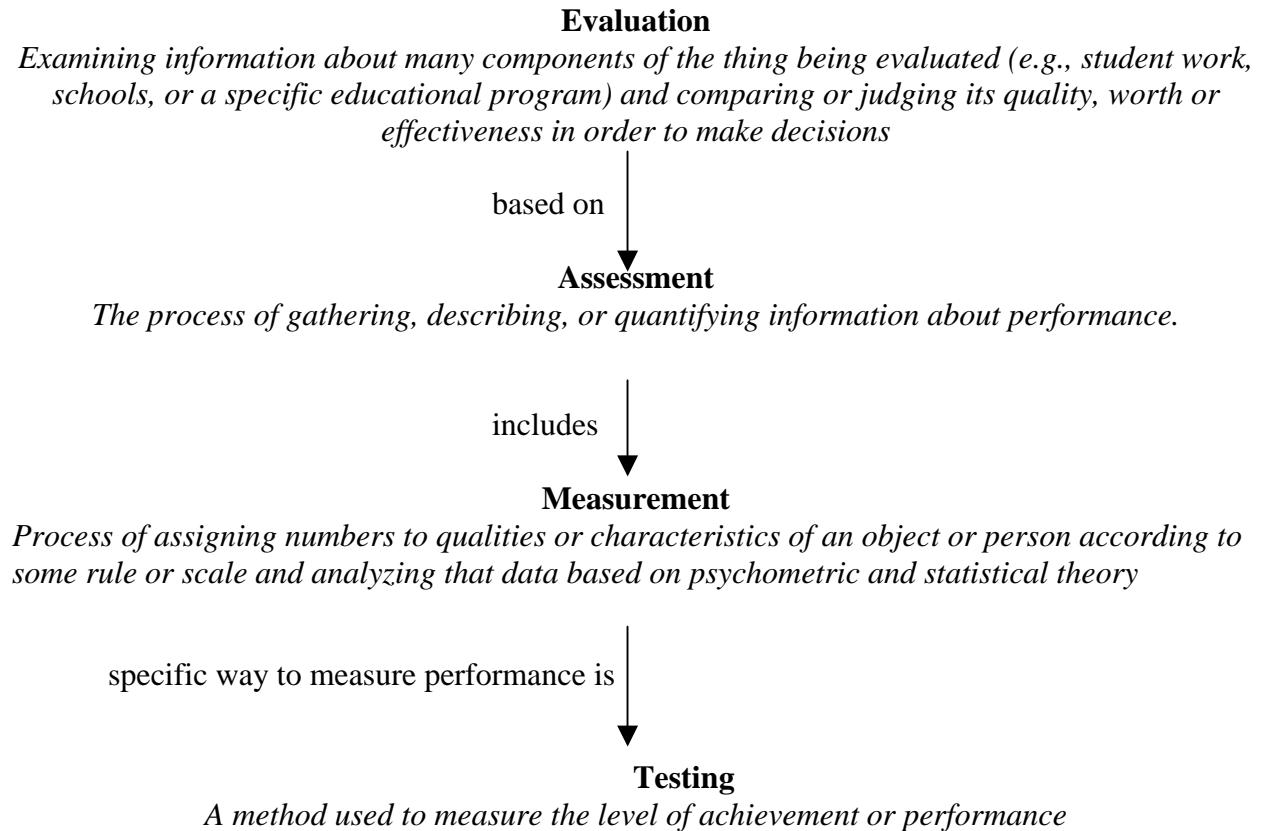 Evaluation
Examining information about many components of the thing being evaluated (e.g., student work,
schools, or a specific educational program) and comparing or judging its quality, worth or
effectiveness in order to make decisions
based on
Assessment
The process of gathering, describing, or quantifying information about performance.
includes
Measurement
Process of assigning numbers to qualities or characteristics of an object or person according to
some rule or scale and analyzing that data based on psychometric and statistical theory
specific way to measure performance is
Testing
A method used to measure the level of achievement or performance